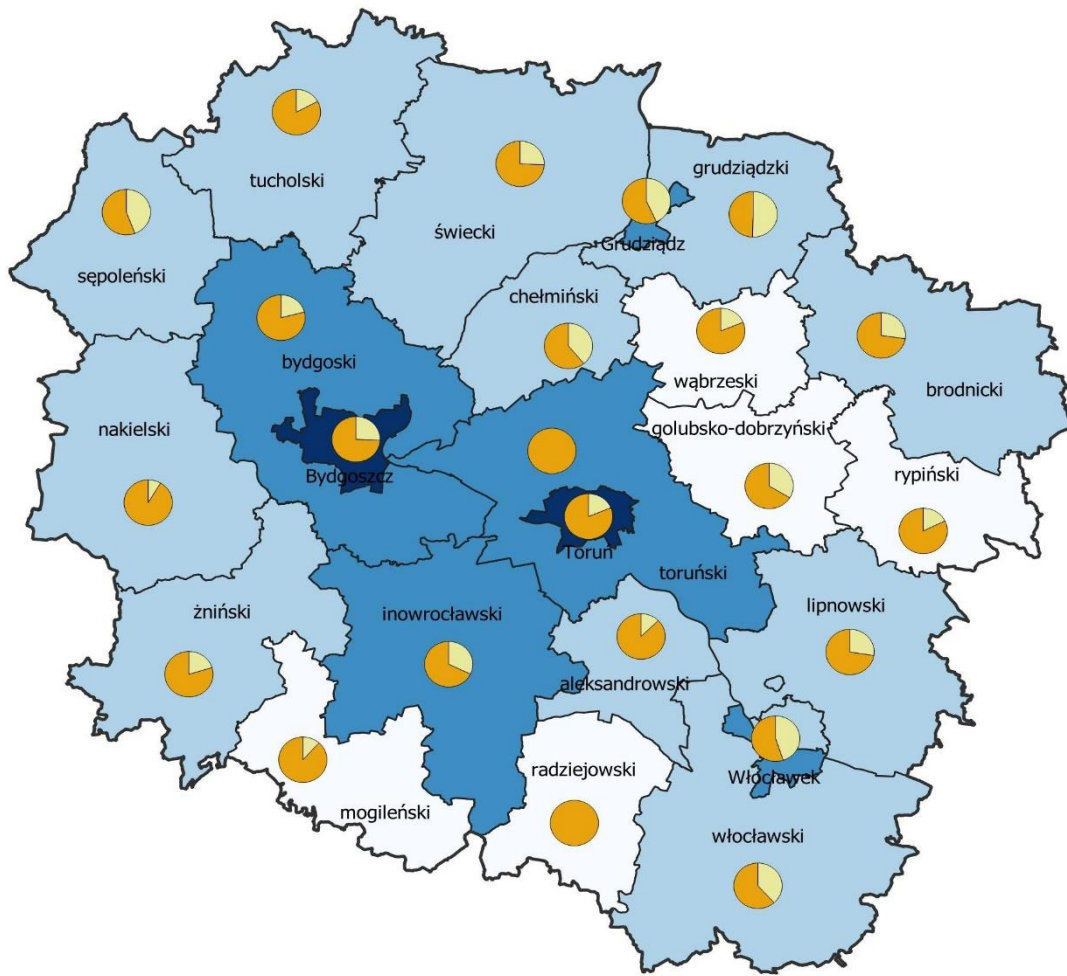 grudziądzki
tucholski
świecki
Grudziądz
sępoleński
chełmiński
bydgoski
wąbrzeski
brodnicki
nakielski
golubsko-dobrzyński
Bydgoszcz
rypiński
Toruń
toruński
lipnowski
żniński
inowrocławski
aleksandrowski
radziejowski
Włocławek
mogileński
włocławski